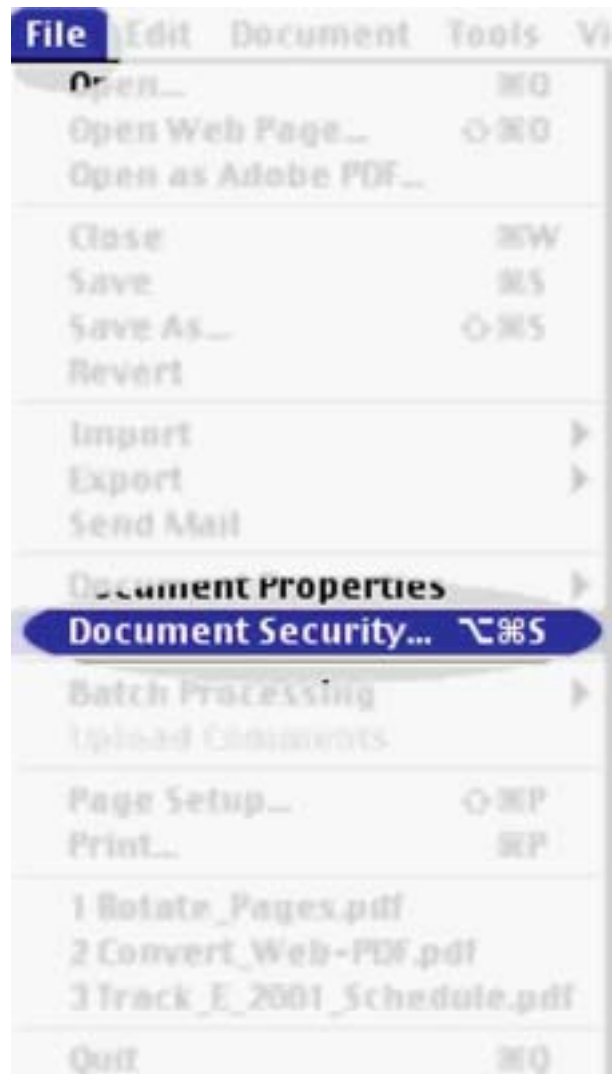 File Edit Document Tools Vi
Open... ⌘O
Open Web Page... ⇧⌘O
Open as Adobe PDF...
Close ⌘W
Save ⌘S
Save As... ⇧⌘S
Revert
Import
Export
Send Mail
Document Properties
Document Security... ⌥⌘S
Batch Processing
Upload Comments
Page Setup... ⇧⌘P
Print... ⌘P
1 Rotate_Pages.pdf
2 Convert_Web-PDF.pdf
3 Track_E_2001_Schedule.pdf
Quit ⌘Q